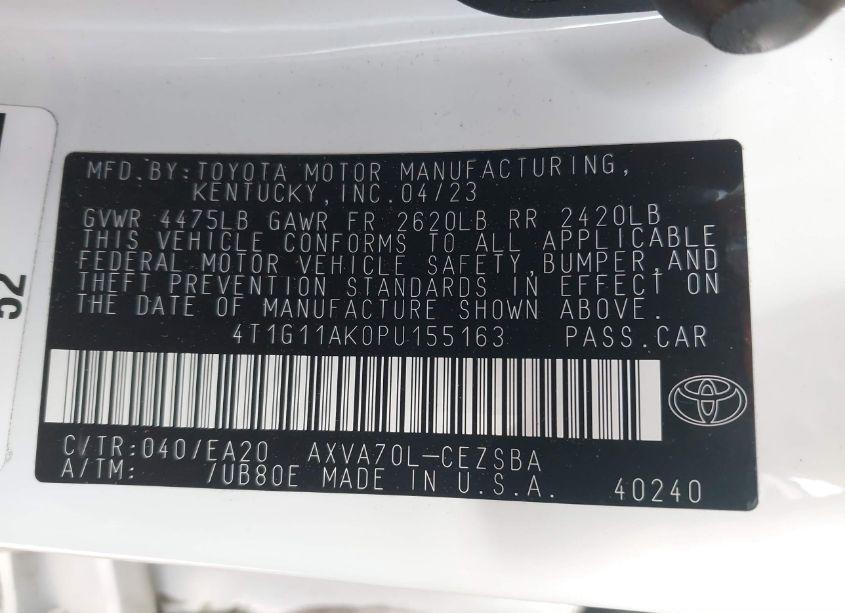 MFD.BY:TOYOTA MOTOR MANUFACTURING,
KENTUCKY,INC.04/23
GVWR 4475LB GAWR FR 2620LB RR 2420LB
THIS VEHICLE CONFORMS TO ALL APPLICABLE
FEDERAL MOTOR VEHICLE SAFETY,BUMPER,AND
THEFT PREVENTION STANDARDS IN EFFECT ON
THE DATE OF MANUFACTURE SHOWN ABOVE.
4T1G11AK0PU155163 PASS.CAR
C/TR:040/EA20 AXVA70L-CEZSBA
A/TM: /UB80E MADE IN U.S.A. 40240
52